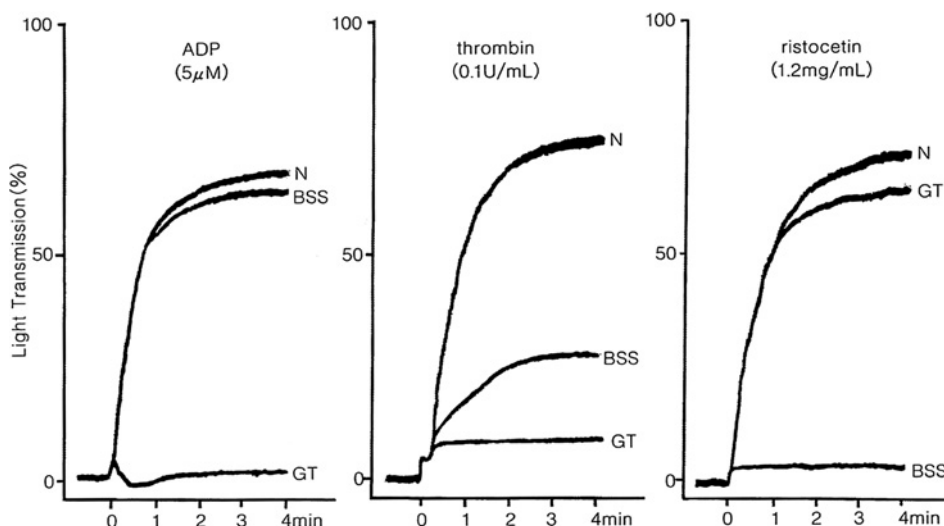 Light Transmission(%)
100
50
0
ADP
(5μM)
N
BSS
GT
0 1 2 3 4min
100
50
0
thrombin
(0.1U/mL)
N
BSS
GT
0 1 2 3 4min
100
50
0
ristocetin
(1.2mg/mL)
N
GT
BSS
0 1 2 3 4min